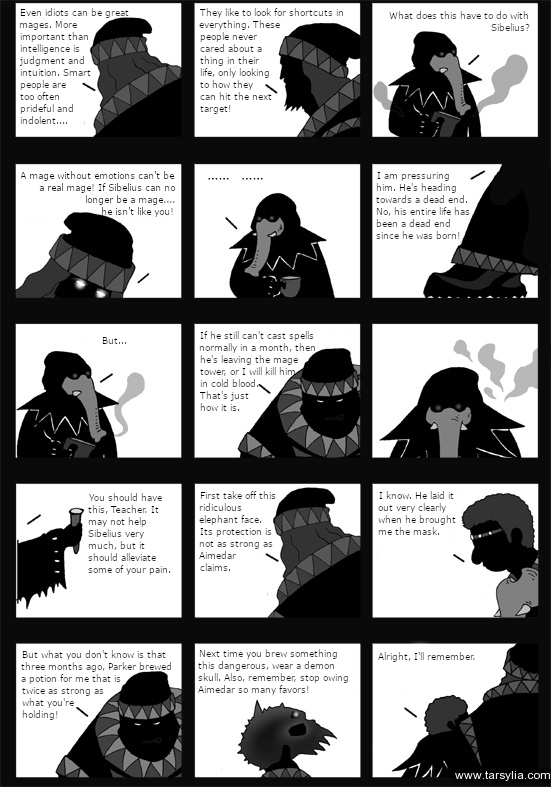 Even idiots can be great
mages. More
important than
intelligence is
judgment and
intuition. Smart
people are
too often
prideful and
indolent....
They like to look for shortcuts in
everything. These
people never
cared about a
thing in their
life, only looking
to how they
can hit the next
target!
What does this have to do with
Sibelius?
A mage without emotions can't be
a real mage! If Sibelius can no
longer be a mage....
he isn't like you!
...... ......
I am pressuring
him. He's heading
towards a dead end.
No, his entire life has
been a dead end
since he was born!
But...
If he still can't cast spells
normally in a month, then
he's leaving the mage
tower, or I will kill him
in cold blood.
That's just
how it is.
You should have
this, Teacher. It
may not help
Sibelius very
much, but it
should alleviate
some of your pain.
First take off this
ridiculous
elephant face.
Its protection is
not as strong as
Aimedar
claims.
I know. He laid it
out very clearly
when he brought
me the mask.
But what you don't know is that
three months ago, Parker brewed
a potion for me that is
twice as strong as
what you're
holding!
Next time you brew something
this dangerous, wear a demon
skull. Also, remember, stop owing
Aimedar so many favors!
Alright, I'll remember.
www.tarsylia.com